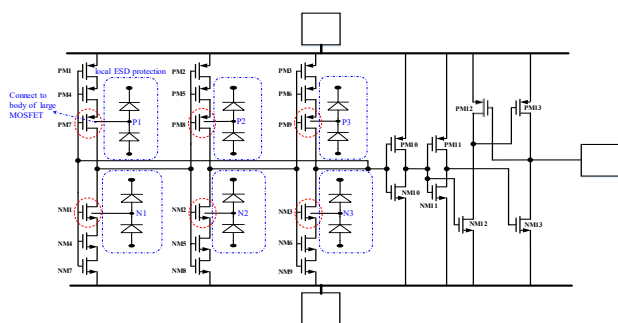 local ESD protection
PM1
PM2
PM3
PM4
PM5
PM6
Connect to
body of large
MOSFET
PM7
P1
PM8
P2
PM9
P3
PM12
PM13
PM10
PM11
NM10
NM11
NM1
N1
NM2
N2
NM3
N3
NM12
NM13
NM4
NM5
NM6
NM7
NM8
NM9